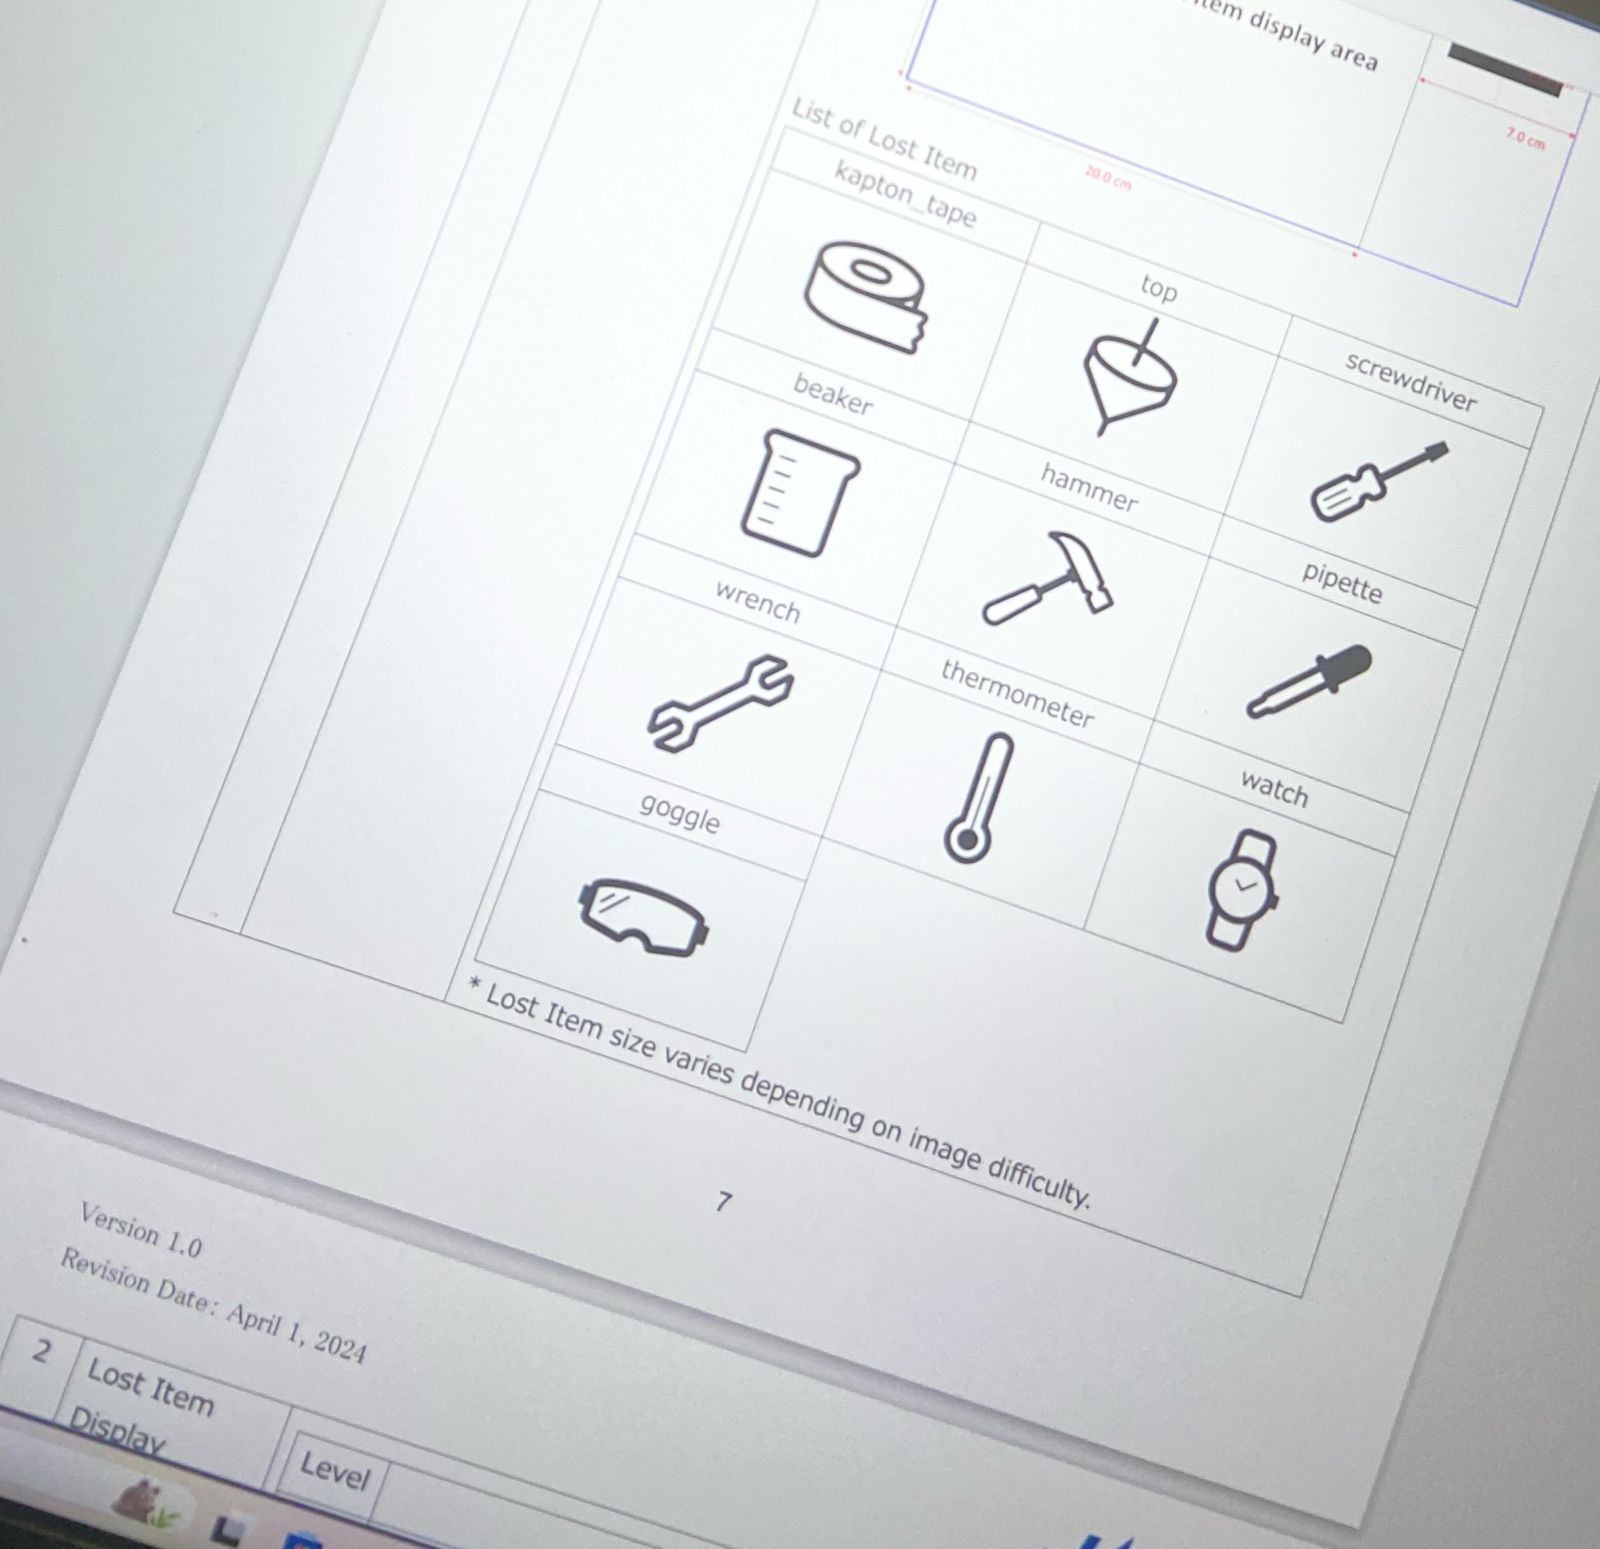 item display area
7.0 cm
20.0 cm
List of Lost Item
kapton_tape
top
screwdriver
beaker
hammer
pipette
wrench
thermometer
watch
goggle
* Lost Item size varies depending on image difficulty.
7
Version 1.0
Revision Date: April 1, 2024
2
Lost Item
Display
Level